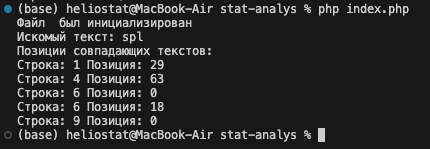 (base) heliostat@MacBook-Air stat-analys % php index.php
Файл  был инициализирован
Искомый текст: spl
Позиции совпадающих текстов:
Строка: 1 Позиция: 29
Строка: 4 Позиция: 63
Строка: 6 Позиция: 0
Строка: 6 Позиция: 18
Строка: 9 Позиция: 0
(base) heliostat@MacBook-Air stat-analys %